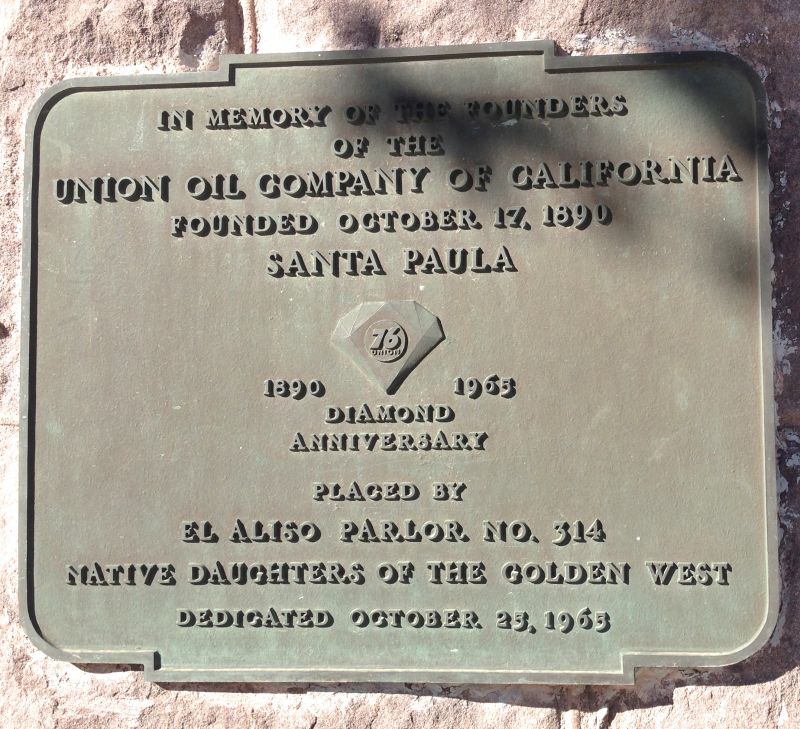 IN MEMORY OF THE FOUNDERS
OF THE
UNION OIL COMPANY OF CALIFORNIA
FOUNDED OCTOBER 17, 1890
SANTA PAULA
76
UNION
1890 1965
DIAMOND
ANNIVERSARY
PLACED BY
EL ALISO PARLOR NO. 314
NATIVE DAUGHTERS OF THE GOLDEN WEST
DEDICATED OCTOBER 25, 1965